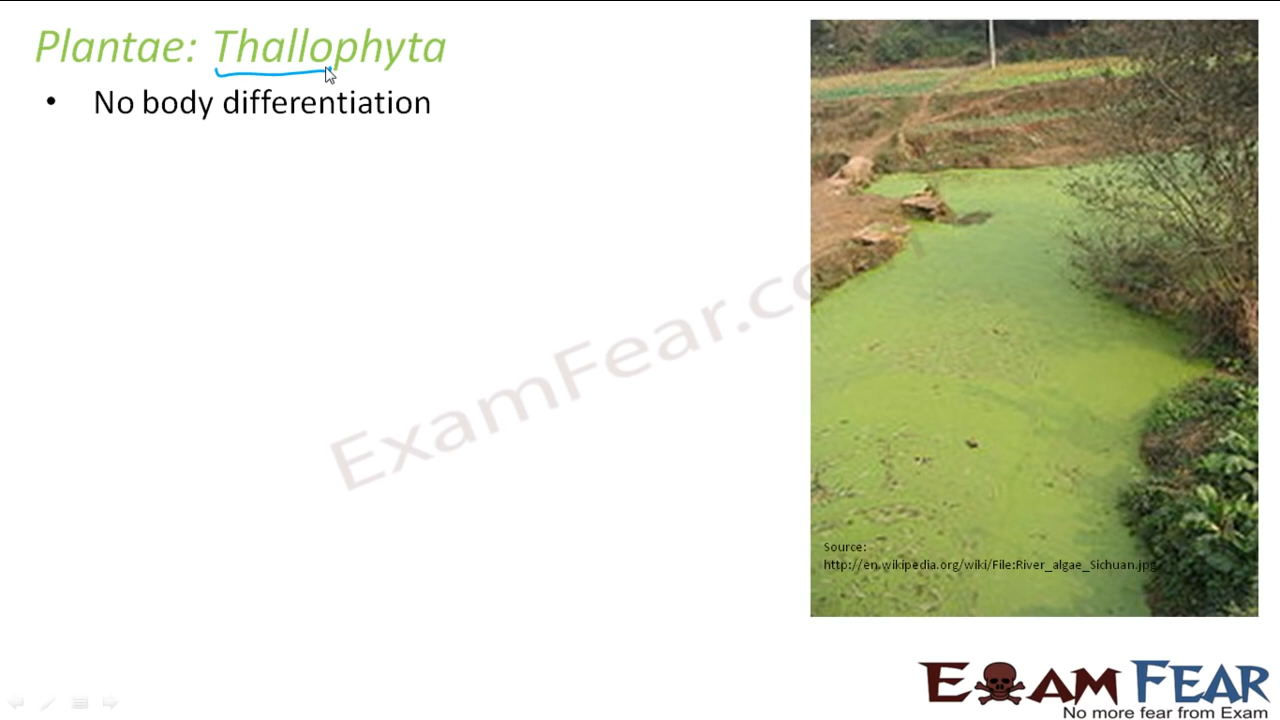 Plantae: Thallophyta
• No body differentiation
ExamFear.co
Source:
http://en.wikipedia.org/wiki/File:River_algae_Sichuan.jpg
EXAM FEAR
No more fear from Exam